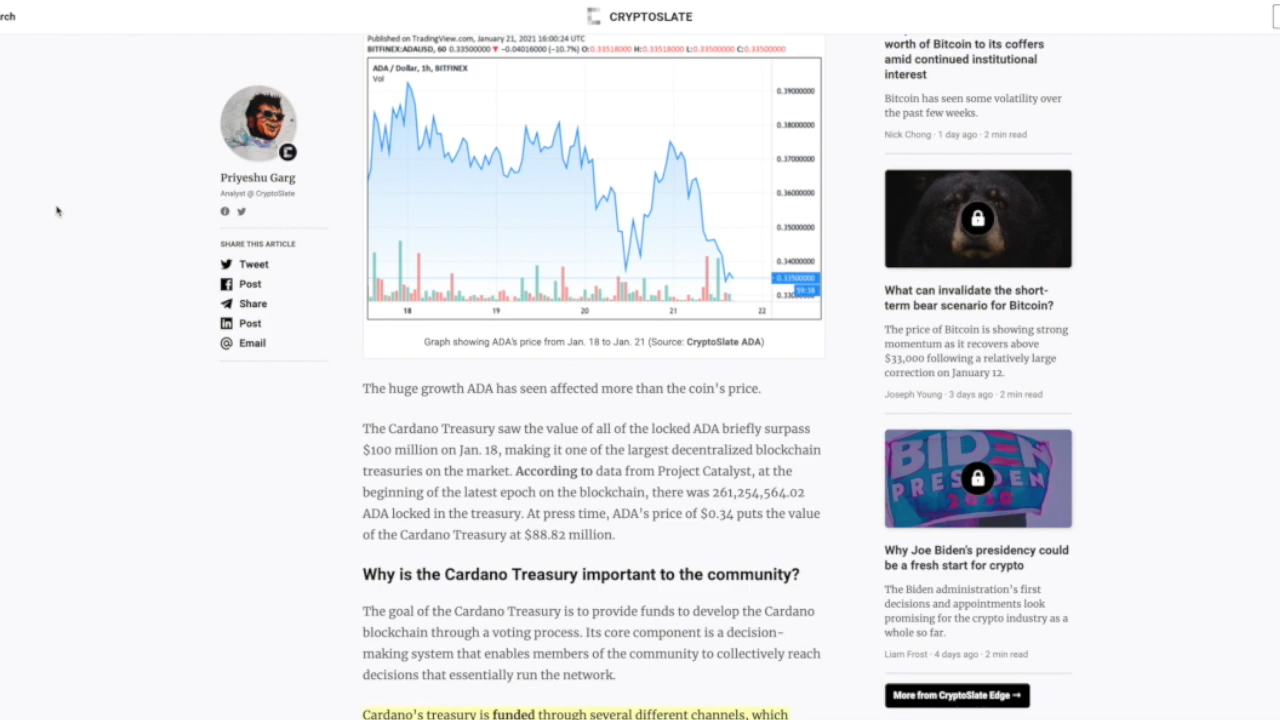 rch
CRYPTOSLATE
Published on TradingView.com, January 21, 2021 16:00:24 UTC
BITFINEX:ADAUSD, 60 0.33500000 ▼ −0.04016000 (−10.7%) O:0.33518000 H:0.33518000 L:0.33500000 C:0.33500000
ADA / Dollar, 1h, BITFINEX
Vol
0.39000000
0.38000000
0.37000000
0.36000000
0.35000000
0.34000000
0.33500000
59:38
18 19 20 21 22
Graph showing ADA's price from Jan. 18 to Jan. 21 (Source: CryptoSlate ADA)
Priyeshu Garg
Analyst @ CryptoSlate
SHARE THIS ARTICLE
Tweet
Post
Share
Post
Email
The huge growth ADA has seen affected more than the coin's price.
The Cardano Treasury saw the value of all of the locked ADA briefly surpass
$100 million on Jan. 18, making it one of the largest decentralized blockchain
treasuries on the market. According to data from Project Catalyst, at the
beginning of the latest epoch on the blockchain, there was 261,254,564.02
ADA locked in the treasury. At press time, ADA's price of $0.34 puts the value
of the Cardano Treasury at $88.82 million.
Why is the Cardano Treasury important to the community?
The goal of the Cardano Treasury is to provide funds to develop the Cardano
blockchain through a voting process. Its core component is a decision-
making system that enables members of the community to collectively reach
decisions that essentially run the network.
Cardano's treasury is funded through several different channels, which
worth of Bitcoin to its coffers
amid continued institutional
interest
Bitcoin has seen some volatility over
the past few weeks.
Nick Chong · 1 day ago · 2 min read
What can invalidate the short-
term bear scenario for Bitcoin?
The price of Bitcoin is showing strong
momentum as it recovers above
$33,000 following a relatively large
correction on January 12.
Joseph Young · 3 days ago · 2 min read
BIDEN
PRESIDEN
2020
Why Joe Biden's presidency could
be a fresh start for crypto
The Biden administration's first
decisions and appointments look
promising for the crypto industry as a
whole so far.
Liam Frost · 4 days ago · 2 min read
More from CryptoSlate Edge →